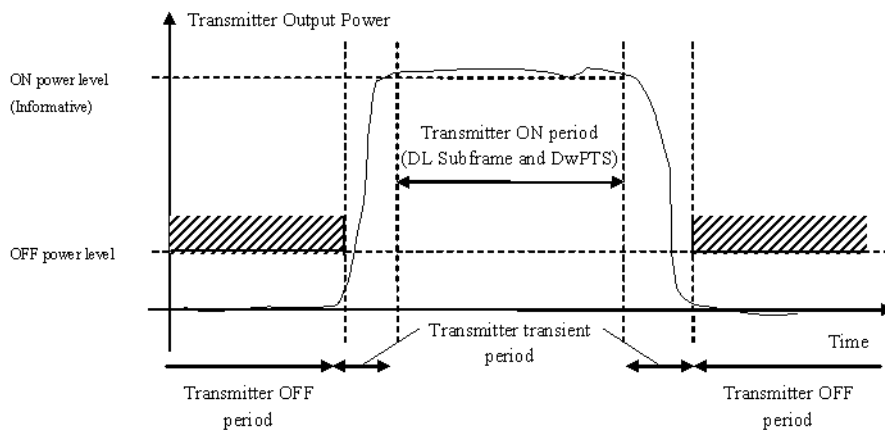 Transmitter Output Power
ON power level
(Informative)
Transmitter ON period
(DL Subframe and DwPTS)
OFF power level
Time
Transmitter transient
period
Transmitter OFF
period
Transmitter OFF
period